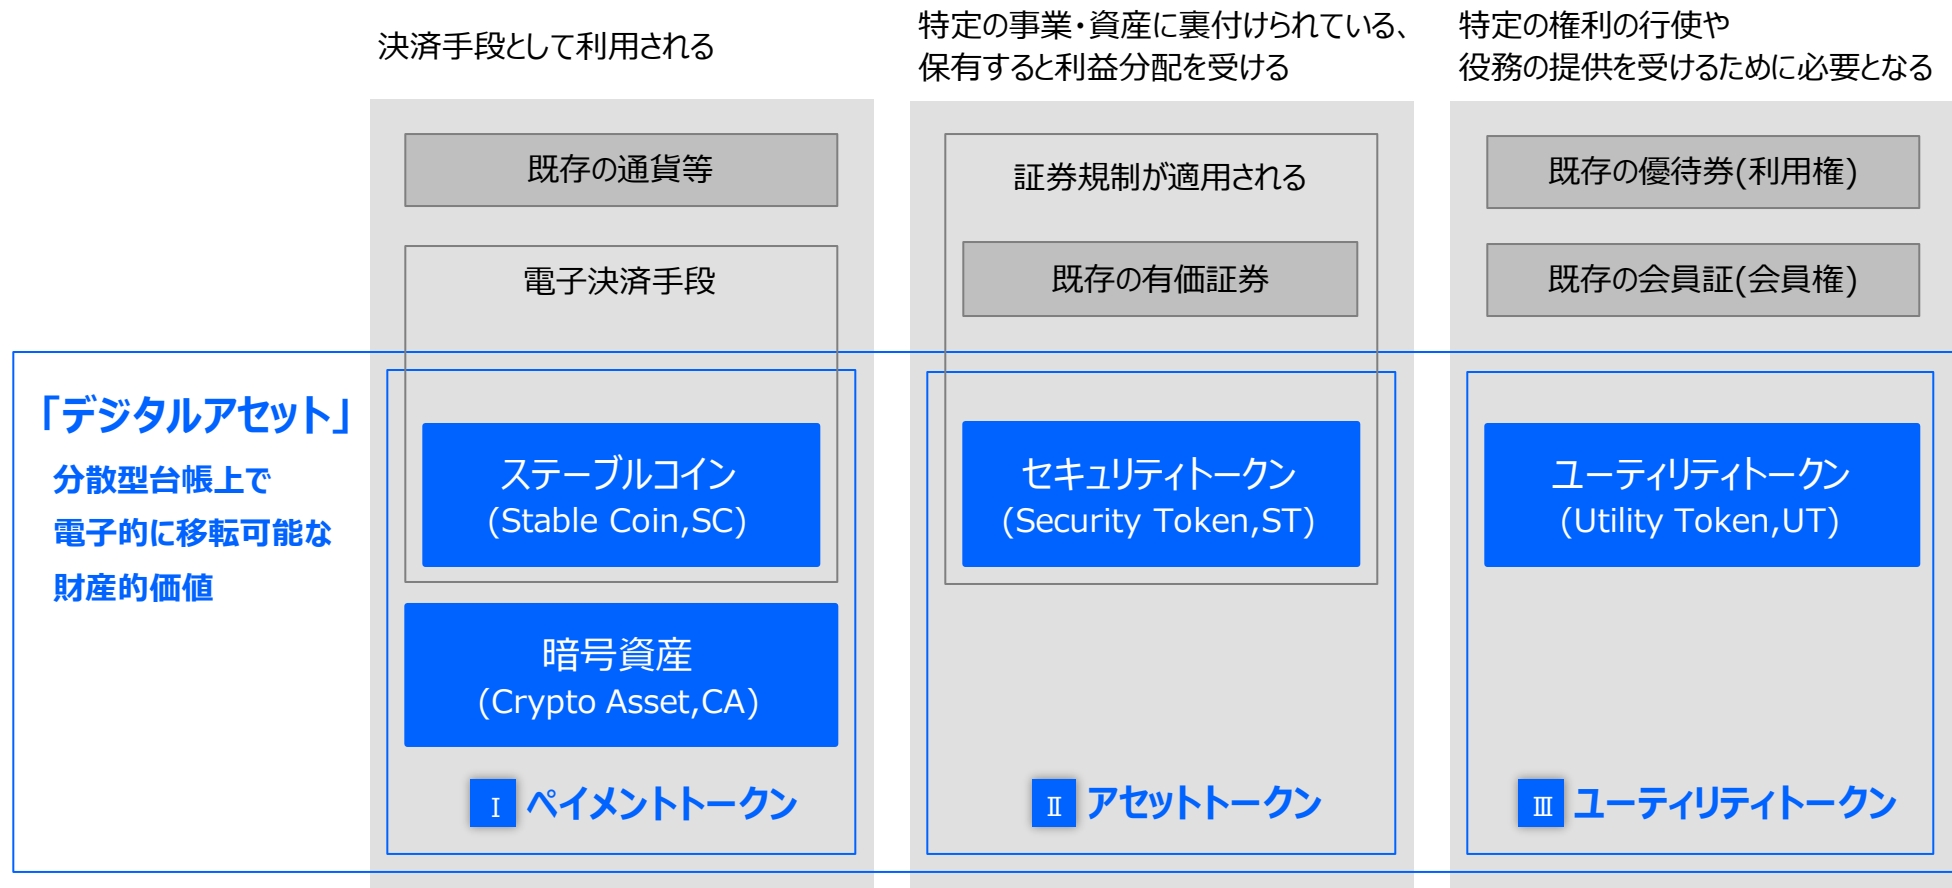 決済手段として利用される
特定の事業・資産に裏付けられている、
保有すると利益分配を受ける
特定の権利の行使や
役務の提供を受けるために必要となる
既存の通貨等
電子決済手段
証券規制が適用される
既存の有価証券
既存の優待券(利用権)
既存の会員証(会員権)
「デジタルアセット」
分散型台帳上で
電子的に移転可能な
財産的価値
ステーブルコイン
(Stable Coin,SC)
暗号資産
(Crypto Asset,CA)
Ⅰ ペイメントトークン
セキュリティトークン
(Security Token,ST)
Ⅱ アセットトークン
ユーティリティトークン
(Utility Token,UT)
Ⅲ ユーティリティトークン